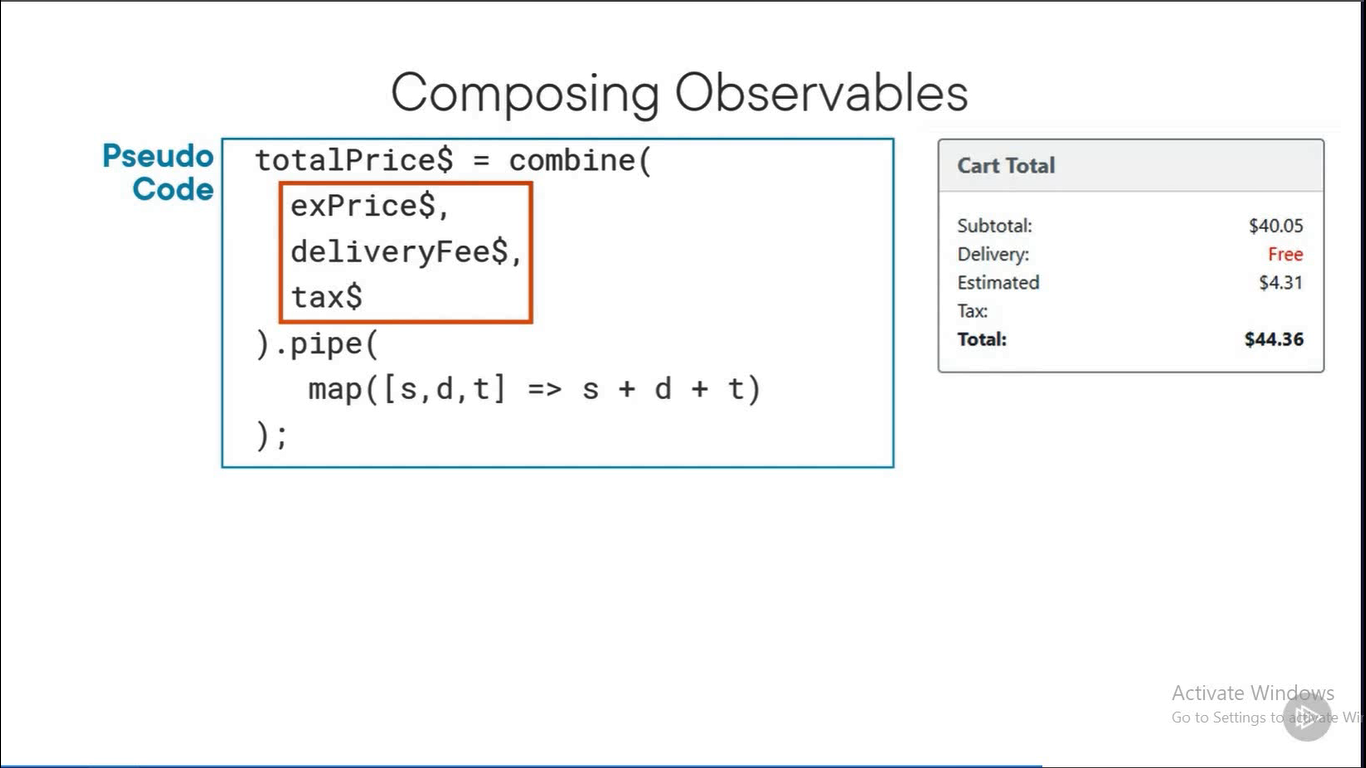 Composing Observables
Pseudo
Code
totalPrice$ = combine(
exPrice$,
deliveryFee$,
tax$
).pipe(
map([s,d,t] => s + d + t)
);
Cart Total
Subtotal: $40.05
Delivery: Free
Estimated $4.31
Tax:
Total: $44.36
Activate Windows
Go to Settings to activate Wi